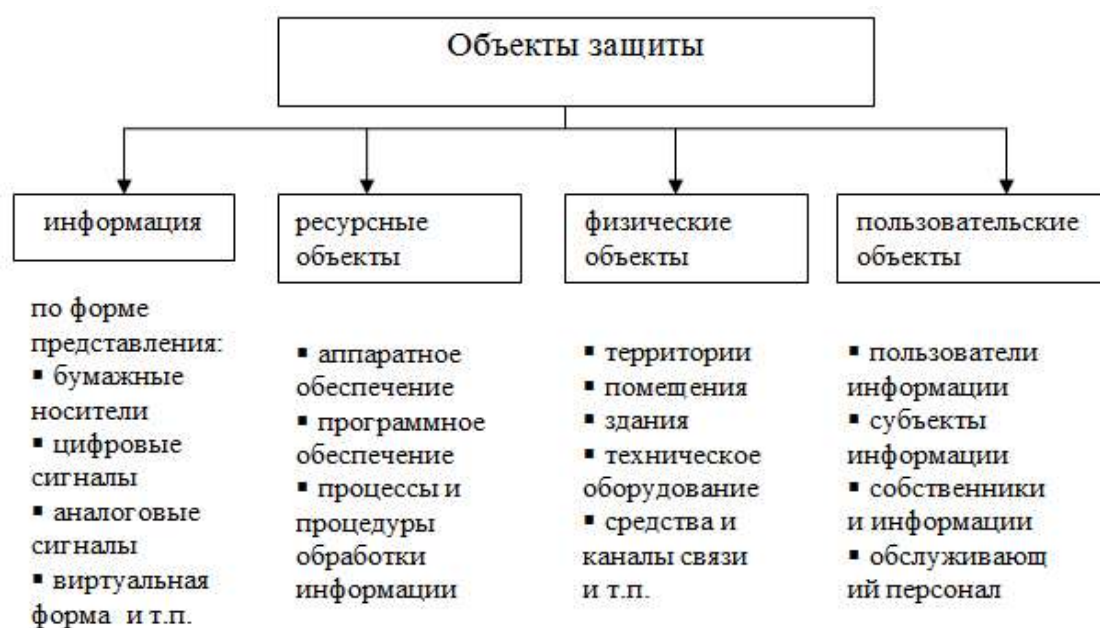 Объекты защиты
информация
ресурсные
объекты
физические
объекты
пользовательские
объекты
по форме
представления:
▪ бумажные
носители
▪ цифровые
сигналы
▪ аналоговые
сигналы
▪ виртуальная
форма и т.п.
▪ аппаратное
обеспечение
▪ программное
обеспечение
▪ процессы и
процедуры
обработки
информации
▪ территории
▪ помещения
▪ здания
▪ техническое
оборудование
▪ средства и
каналы связи
и т.п.
▪ пользователи
информации
▪ субъекты
информации
▪ собственники
и информации
▪ обслуживающ
ий персонал